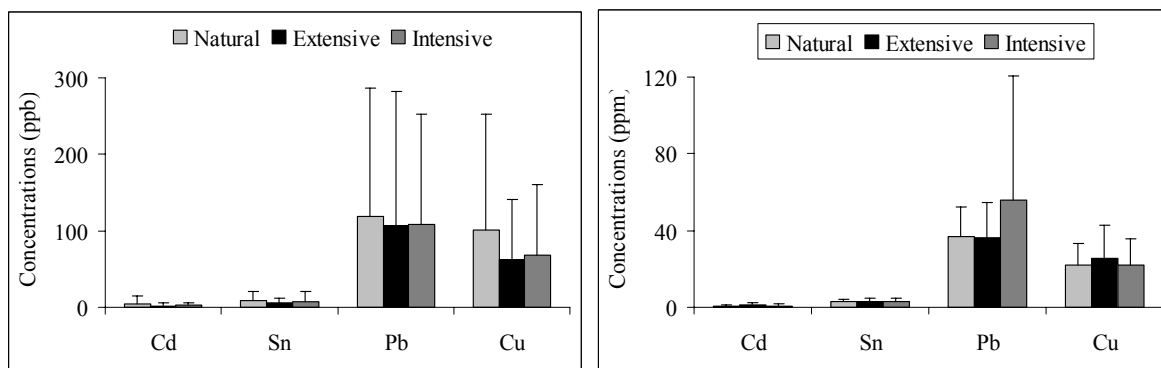 Natural Extensive Intensive
Concentrations (ppb)
300
200
100
0
Cd Sn Pb Cu
Natural Extensive Intensive
Concentrations (ppm)
120
80
40
0
Cd Sn Pb Cu